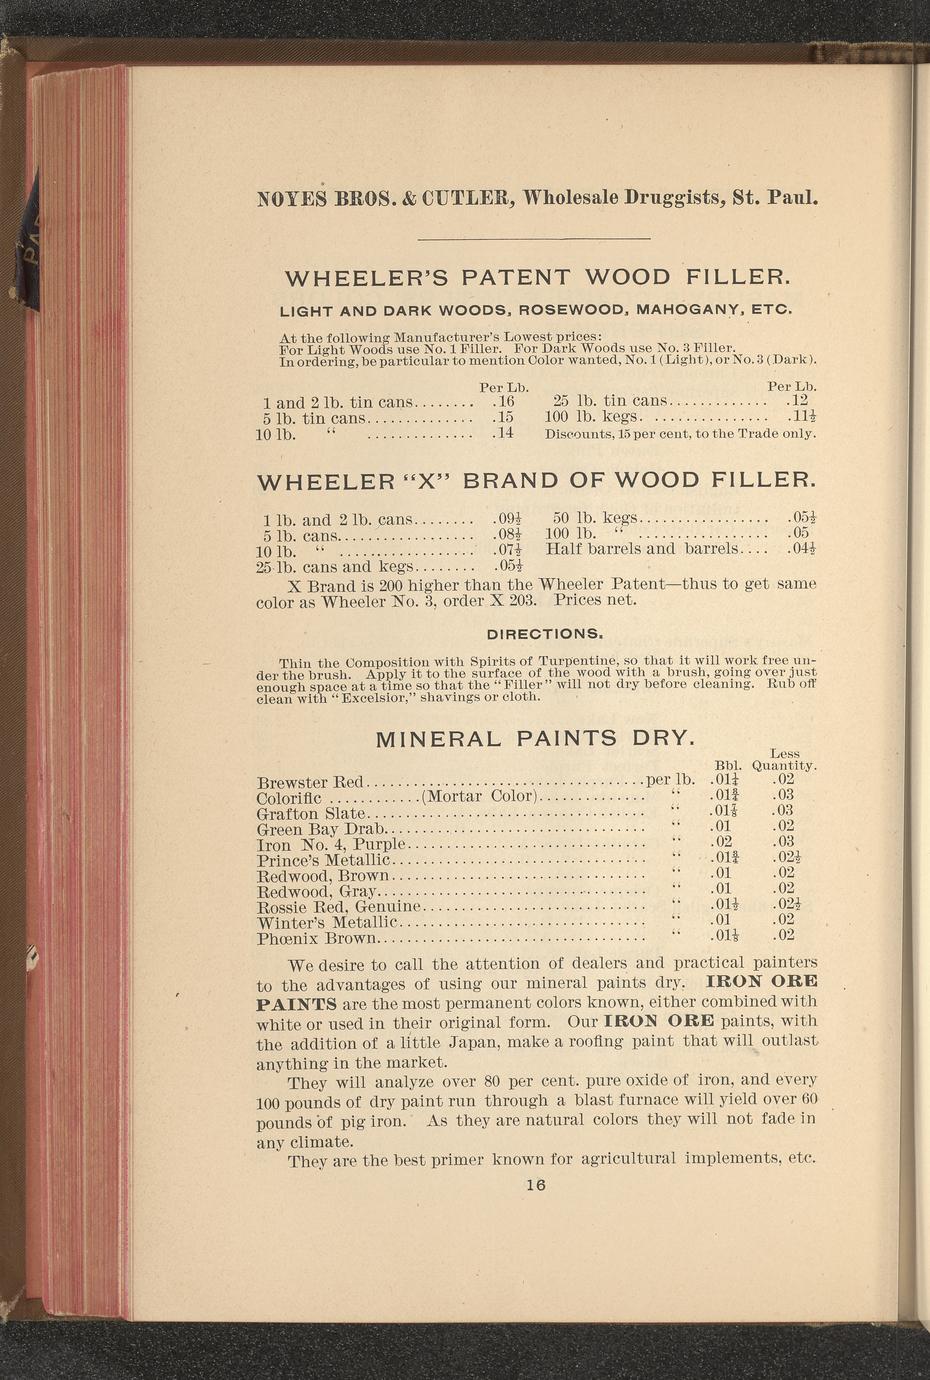 NOYES BROS. & CUTLER, Wholesale Druggists, St. Paul.
WHEELER'S PATENT WOOD FILLER.
LIGHT AND DARK WOODS, ROSEWOOD, MAHOGANY, ETC.
At the following Manufacturer's Lowest prices:
For Light Woods use No. 1 Filler. For Dark Woods use No. 3 Filler.
In ordering, be particular to mention Color wanted, No. 1 (Light), or No. 3 (Dark).
Per Lb. Per Lb.
1 and 2 lb. tin cans........ .16 25 lb. tin cans............. .12
5 lb. tin cans.............. .15 100 lb. kegs. ............... .11½
10 lb. “ .............. .14 Discounts, 15 per cent, to the Trade only.
WHEELER “X” BRAND OF WOOD FILLER.
1 lb. and 2 lb. cans........ .09½ 50 lb. kegs................. .05½
5 lb. cans.................. .08½ 100 lb. “ ................. .05
10 lb. “ .................. .07½ Half barrels and barrels.... .04½
25 lb. cans and kegs........ .05½
X Brand is 200 higher than the Wheeler Patent—thus to get same
color as Wheeler No. 3, order X 203. Prices net.
DIRECTIONS.
Thin the Composition with Spirits of Turpentine, so that it will work free un-
der the brush. Apply it to the surface of the wood with a brush, going over just
enough space at a time so that the “Filler” will not dry before cleaning. Rub off
clean with “Excelsior,” shavings or cloth.
MINERAL PAINTS DRY.
Less
Bbl. Quantity.
Brewster Red..................................per lb. .01¼ .02
Colorific ............(Mortar Color).............. “ .01¾ .03
Grafton Slate.................................. “ .01⅞ .03
Green Bay Drab................................ “ .01 .02
Iron No. 4, Purple.............................. “ .02 .03
Prince's Metallic............................... “ .01¾ .02½
Redwood, Brown............................... “ .01 .02
Redwood, Gray................................. “ .01 .02
Rossie Red, Genuine........................... “ .01½ .02½
Winter's Metallic............................... “ .01 .02
Phœnix Brown................................. “ .01⅛ .02
We desire to call the attention of dealers and practical painters
to the advantages of using our mineral paints dry. IRON ORE
PAINTS are the most permanent colors known, either combined with
white or used in their original form. Our IRON ORE paints, with
the addition of a little Japan, make a roofing paint that will outlast
anything in the market.
They will analyze over 80 per cent. pure oxide of iron, and every
100 pounds of dry paint run through a blast furnace will yield over 60
pounds of pig iron. As they are natural colors they will not fade in
any climate.
They are the best primer known for agricultural implements, etc.
16